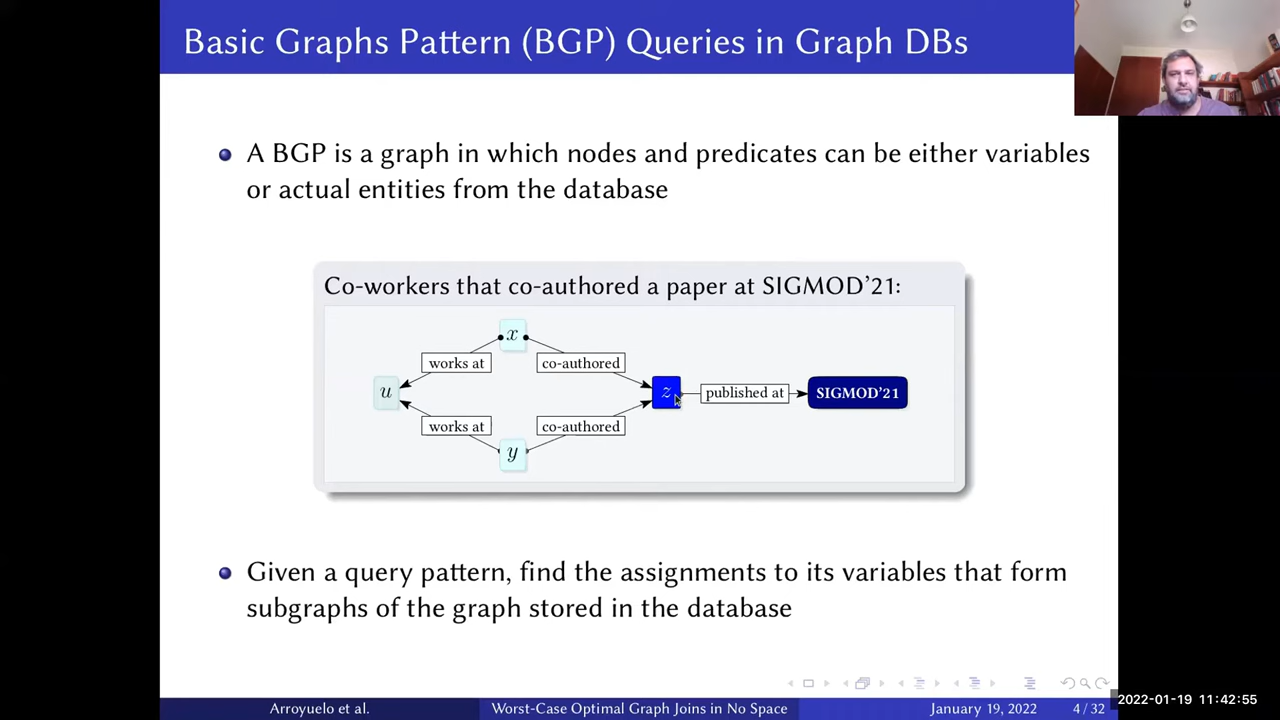 Basic Graphs Pattern (BGP) Queries in Graph DBs
A BGP is a graph in which nodes and predicates can be either variables
or actual entities from the database
Co-workers that co-authored a paper at SIGMOD'21:
x
works at
co-authored
u
z
published at
SIGMOD'21
works at
co-authored
y
Given a query pattern, find the assignments to its variables that form
subgraphs of the graph stored in the database
Arroyuelo et al.
Worst-Case Optimal Graph Joins in No Space
January 19, 2022
4 / 32
2022-01-19 11:42:55